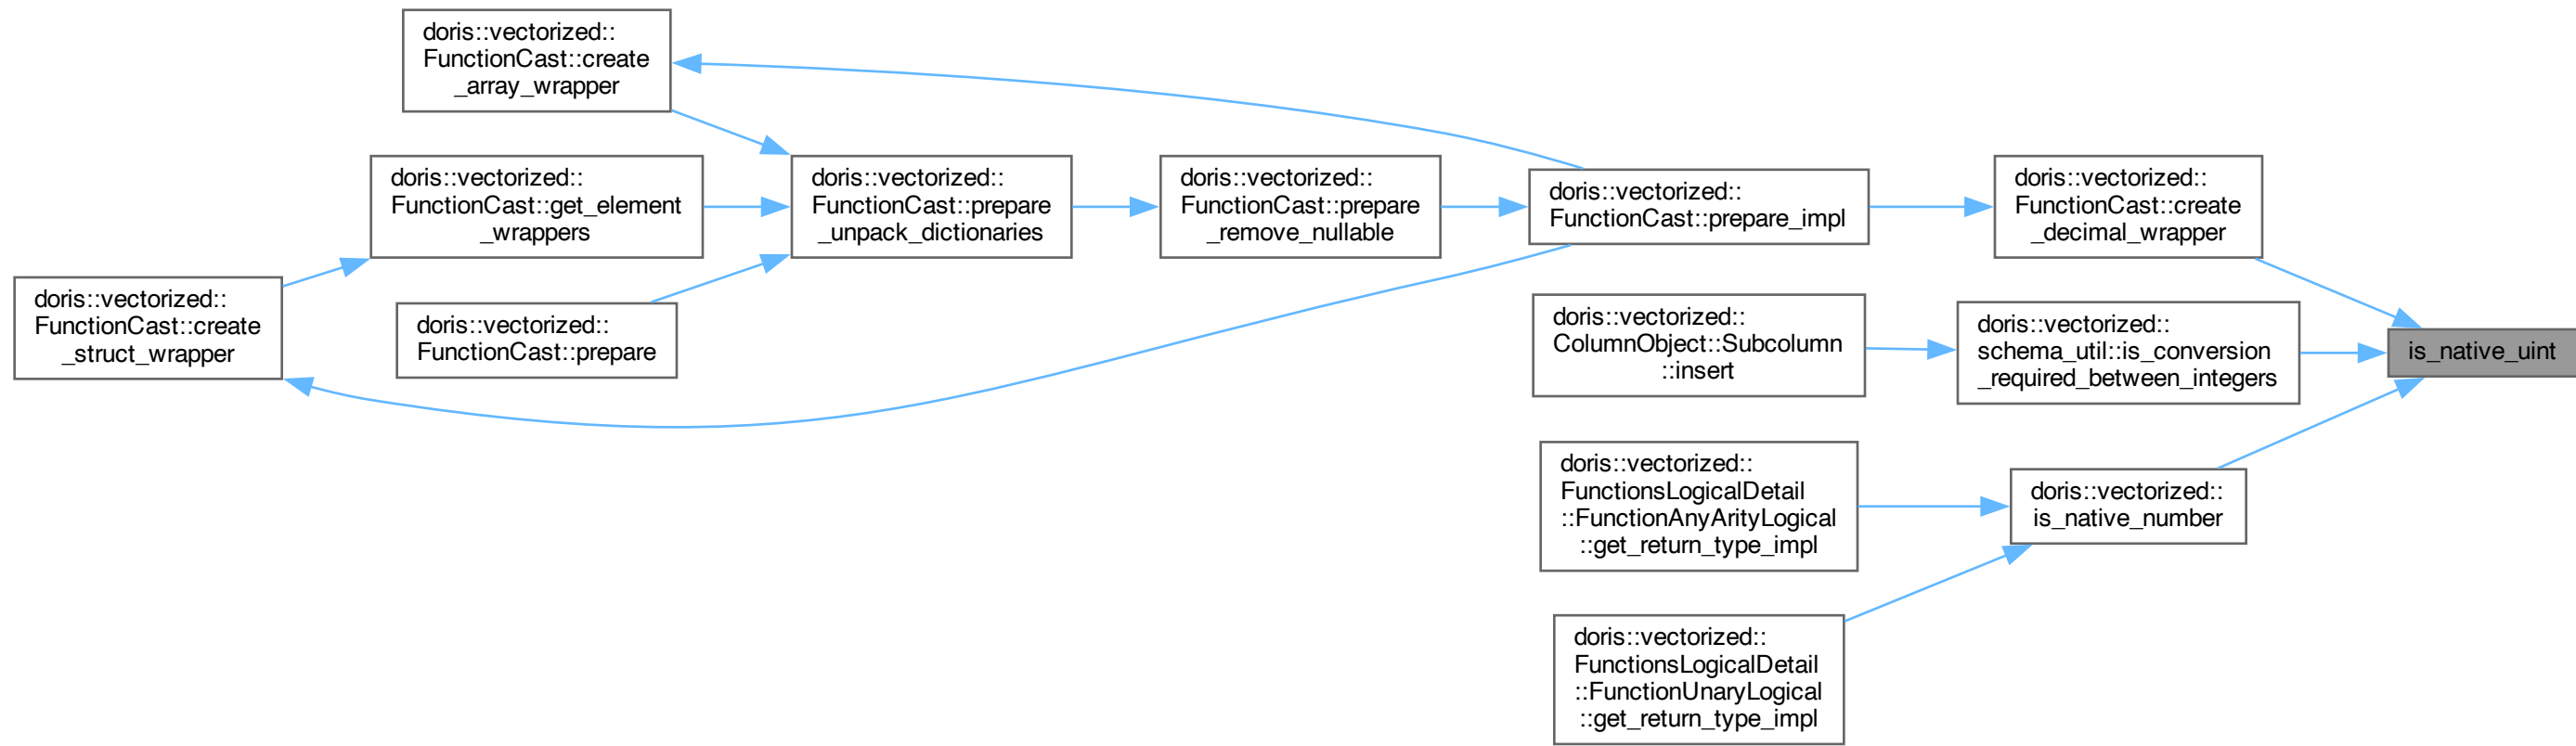 doris::vectorized::
FunctionCast::create
_array_wrapper
doris::vectorized::
FunctionCast::get_element
_wrappers
doris::vectorized::
FunctionCast::create
_struct_wrapper
doris::vectorized::
FunctionCast::prepare
doris::vectorized::
FunctionCast::prepare
_unpack_dictionaries
doris::vectorized::
FunctionCast::prepare
_remove_nullable
doris::vectorized::
FunctionCast::prepare_impl
doris::vectorized::
FunctionCast::create
_decimal_wrapper
doris::vectorized::
ColumnObject::Subcolumn
::insert
doris::vectorized::
schema_util::is_conversion
_required_between_integers
is_native_uint
doris::vectorized::
FunctionsLogicalDetail
::FunctionAnyArityLogical
::get_return_type_impl
doris::vectorized::
is_native_number
doris::vectorized::
FunctionsLogicalDetail
::FunctionUnaryLogical
::get_return_type_impl